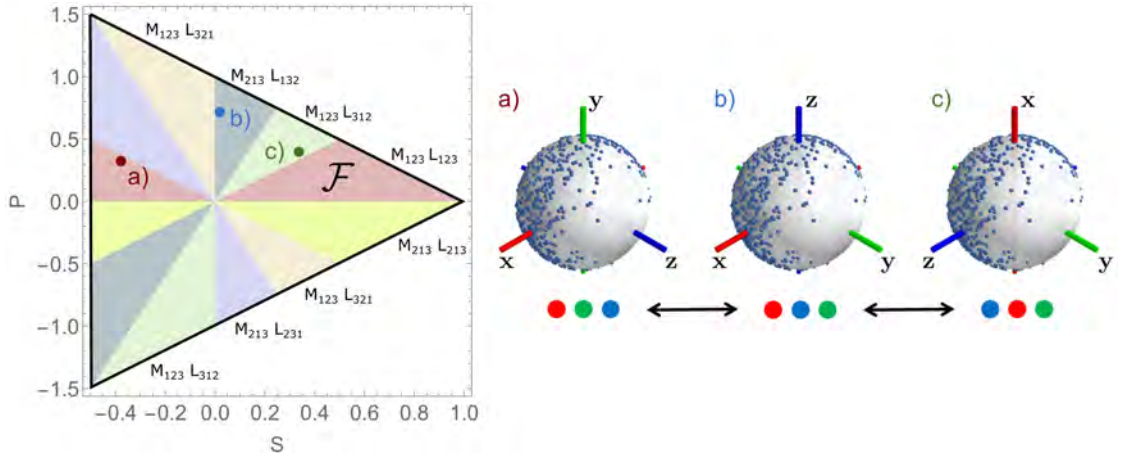 1.5
1.0
0.5
0.0
−0.5
−1.0
−1.5
P
−0.4 −0.2 0.0 0.2 0.4 0.6 0.8 1.0
S
M₁₂₃ L₃₂₁
M₂₁₃ L₁₃₂
M₁₂₃ L₃₁₂
M₁₂₃ L₁₂₃
a)
b)
c)
ℱ
M₂₁₃ L₂₁₃
M₁₂₃ L₃₂₁
M₂₁₃ L₂₃₁
M₁₂₃ L₃₁₂
a)
y
x
z
b)
z
x
y
c)
x
z
y